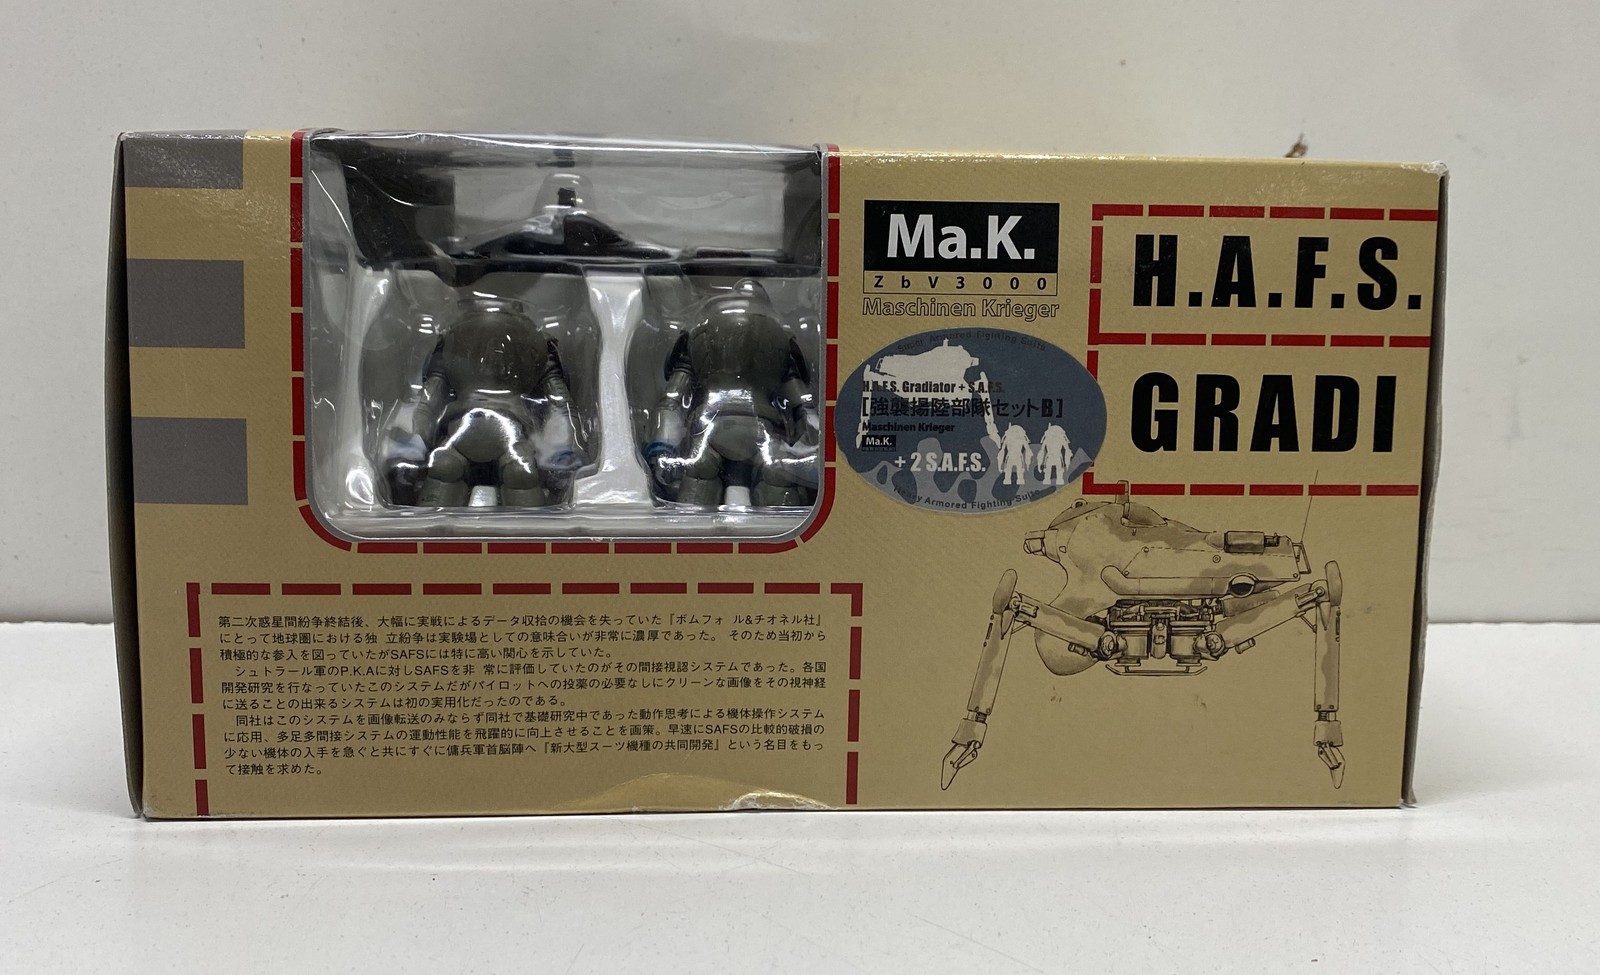 Ma.K.
ZbV3000
Maschinen Krieger
H.A.F.S.
GRADI
Super Armored Fighting Suits
H.A.F.S. Gradiator + S.A.F.S.
[強襲揚陸部隊セットB]
Maschinen Krieger
Ma.K.
+ 2 S.A.F.S.
Heavy Armored Fighting Suits
第二次惑星間紛争終結後、大幅に実戦によるデータ収拾の機会を失っていた「ボムフォ ル&チオネル社」
にとって地球圏における独 立紛争は実験場としての意味合いが非常に濃厚であった。 そのため当初から
積極的な参入を図っていたがSAFSには特に高い関心を示していた。
シュトラール軍のP.K.Aに対しSAFSを非 常に評価していたのがその間接視認システムであった。各国
開発研究を行なっていたこのシステムだがパイロットへの投薬の必要なしにクリーンな画像をその視神経
に送ることの出来るシステムは初の実用化だったのである。
同社はこのシステムを画像転送のみならず同社で基礎研究中であった動作思考による機体操作システム
に応用、多足多間接システムの運動性能を飛躍的に向上させることを画策。早速にSAFSの比較的破損の
少ない機体の入手を急ぐと共にすぐに傭兵軍首脳陣へ『新大型スーツ機種の共同開発』という名目をもっ
て接触を求めた。